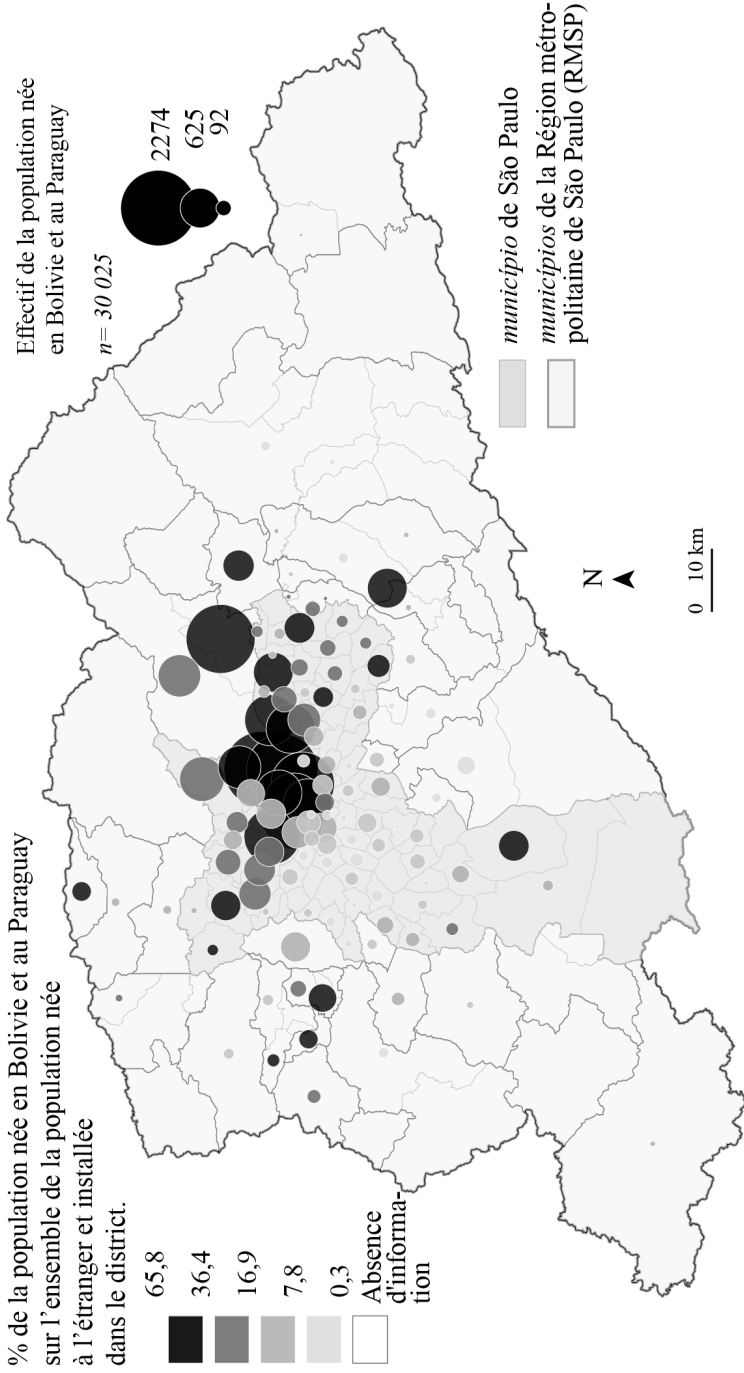 % de la population née en Bolivie et au Paraguay
sur l'ensemble de la population née
à l'étranger et installée
dans le district.
65,8
36,4
16,9
7,8
0,3
Absence
d'informa-
tion
Effectif de la population née
en Bolivie et au Paraguay
n= 30 025
2274
625
92
N
0 10 km
município de São Paulo
municípios de la Région métro-
politaine de São Paulo (RMSP)